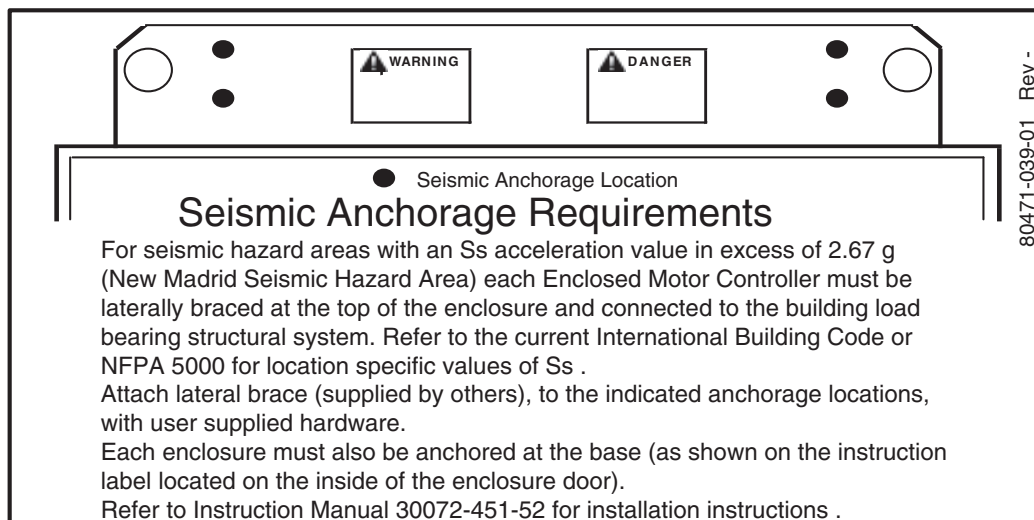 WARNING
DANGER
80471-039-01 Rev -
Seismic Anchorage Location
Seismic Anchorage Requirements
For seismic hazard areas with an Ss acceleration value in excess of 2.67 g
(New Madrid Seismic Hazard Area) each Enclosed Motor Controller must be
laterally braced at the top of the enclosure and connected to the building load
bearing structural system. Refer to the current International Building Code or
NFPA 5000 for location specific values of Ss .
Attach lateral brace (supplied by others), to the indicated anchorage locations,
with user supplied hardware.
Each enclosure must also be anchored at the base (as shown on the instruction
label located on the inside of the enclosure door).
Refer to Instruction Manual 30072-451-52 for installation instructions .